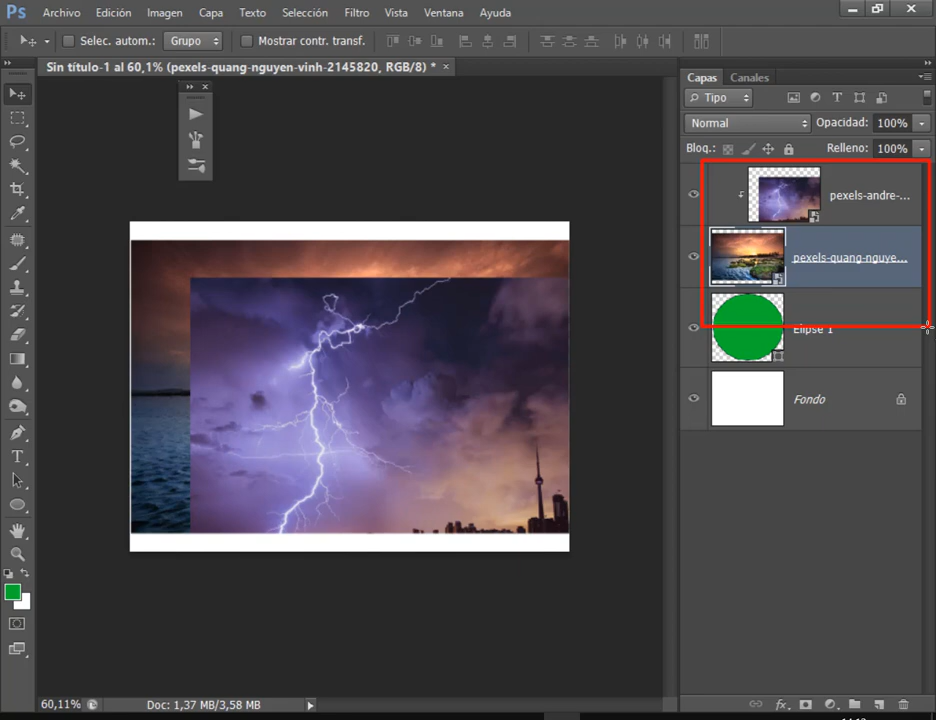 Ps Archivo Edición Imagen Capa Texto Selección Filtro Vista Ventana Ayuda
Selec. autom.: Grupo Mostrar contr. transf.
Sin título-1 al 60,1% (pexels-quang-nguyen-vinh-2145820, RGB/8) * ×
Capas Canales
Tipo
Normal Opacidad: 100%
Bloq.: Relleno: 100%
pexels-andre-...
pexels-quang-nguye...
Elipse 1
Fondo
60,11% Doc: 1,37 MB/3,58 MB
fx